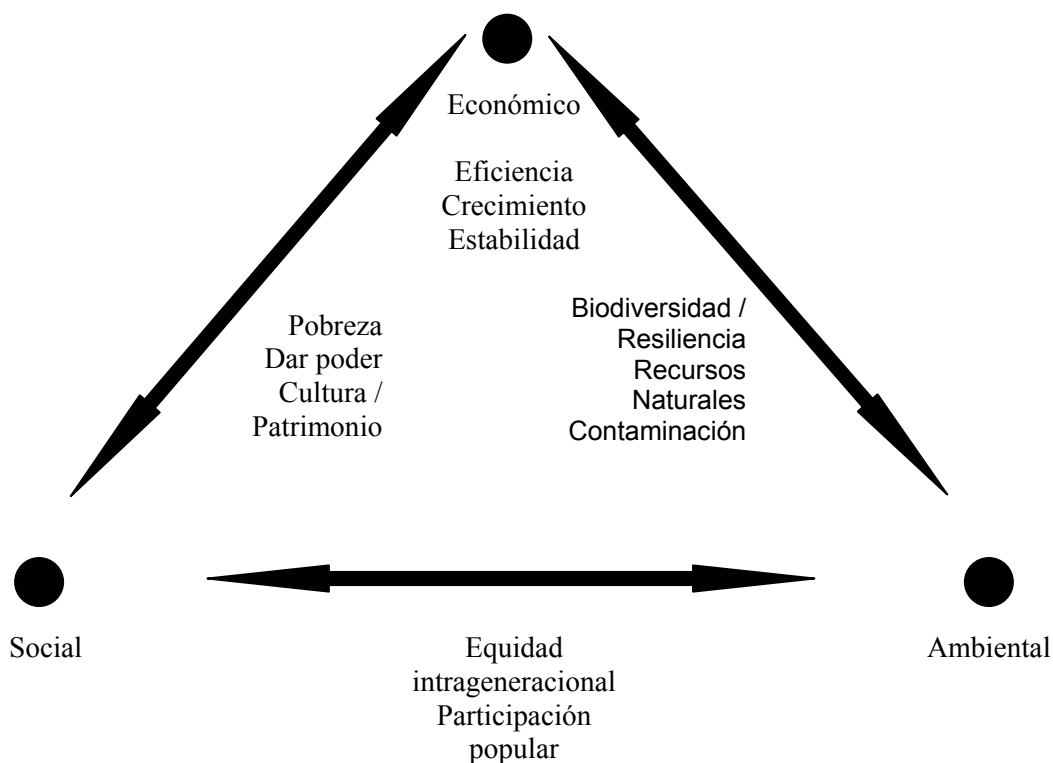 Económico
Eficiencia
Crecimiento
Estabilidad
Pobreza
Dar poder
Cultura /
Patrimonio
Biodiversidad /
Resiliencia
Recursos
Naturales
Contaminación
Social
Equidad
intrageneracional
Participación
popular
Ambiental